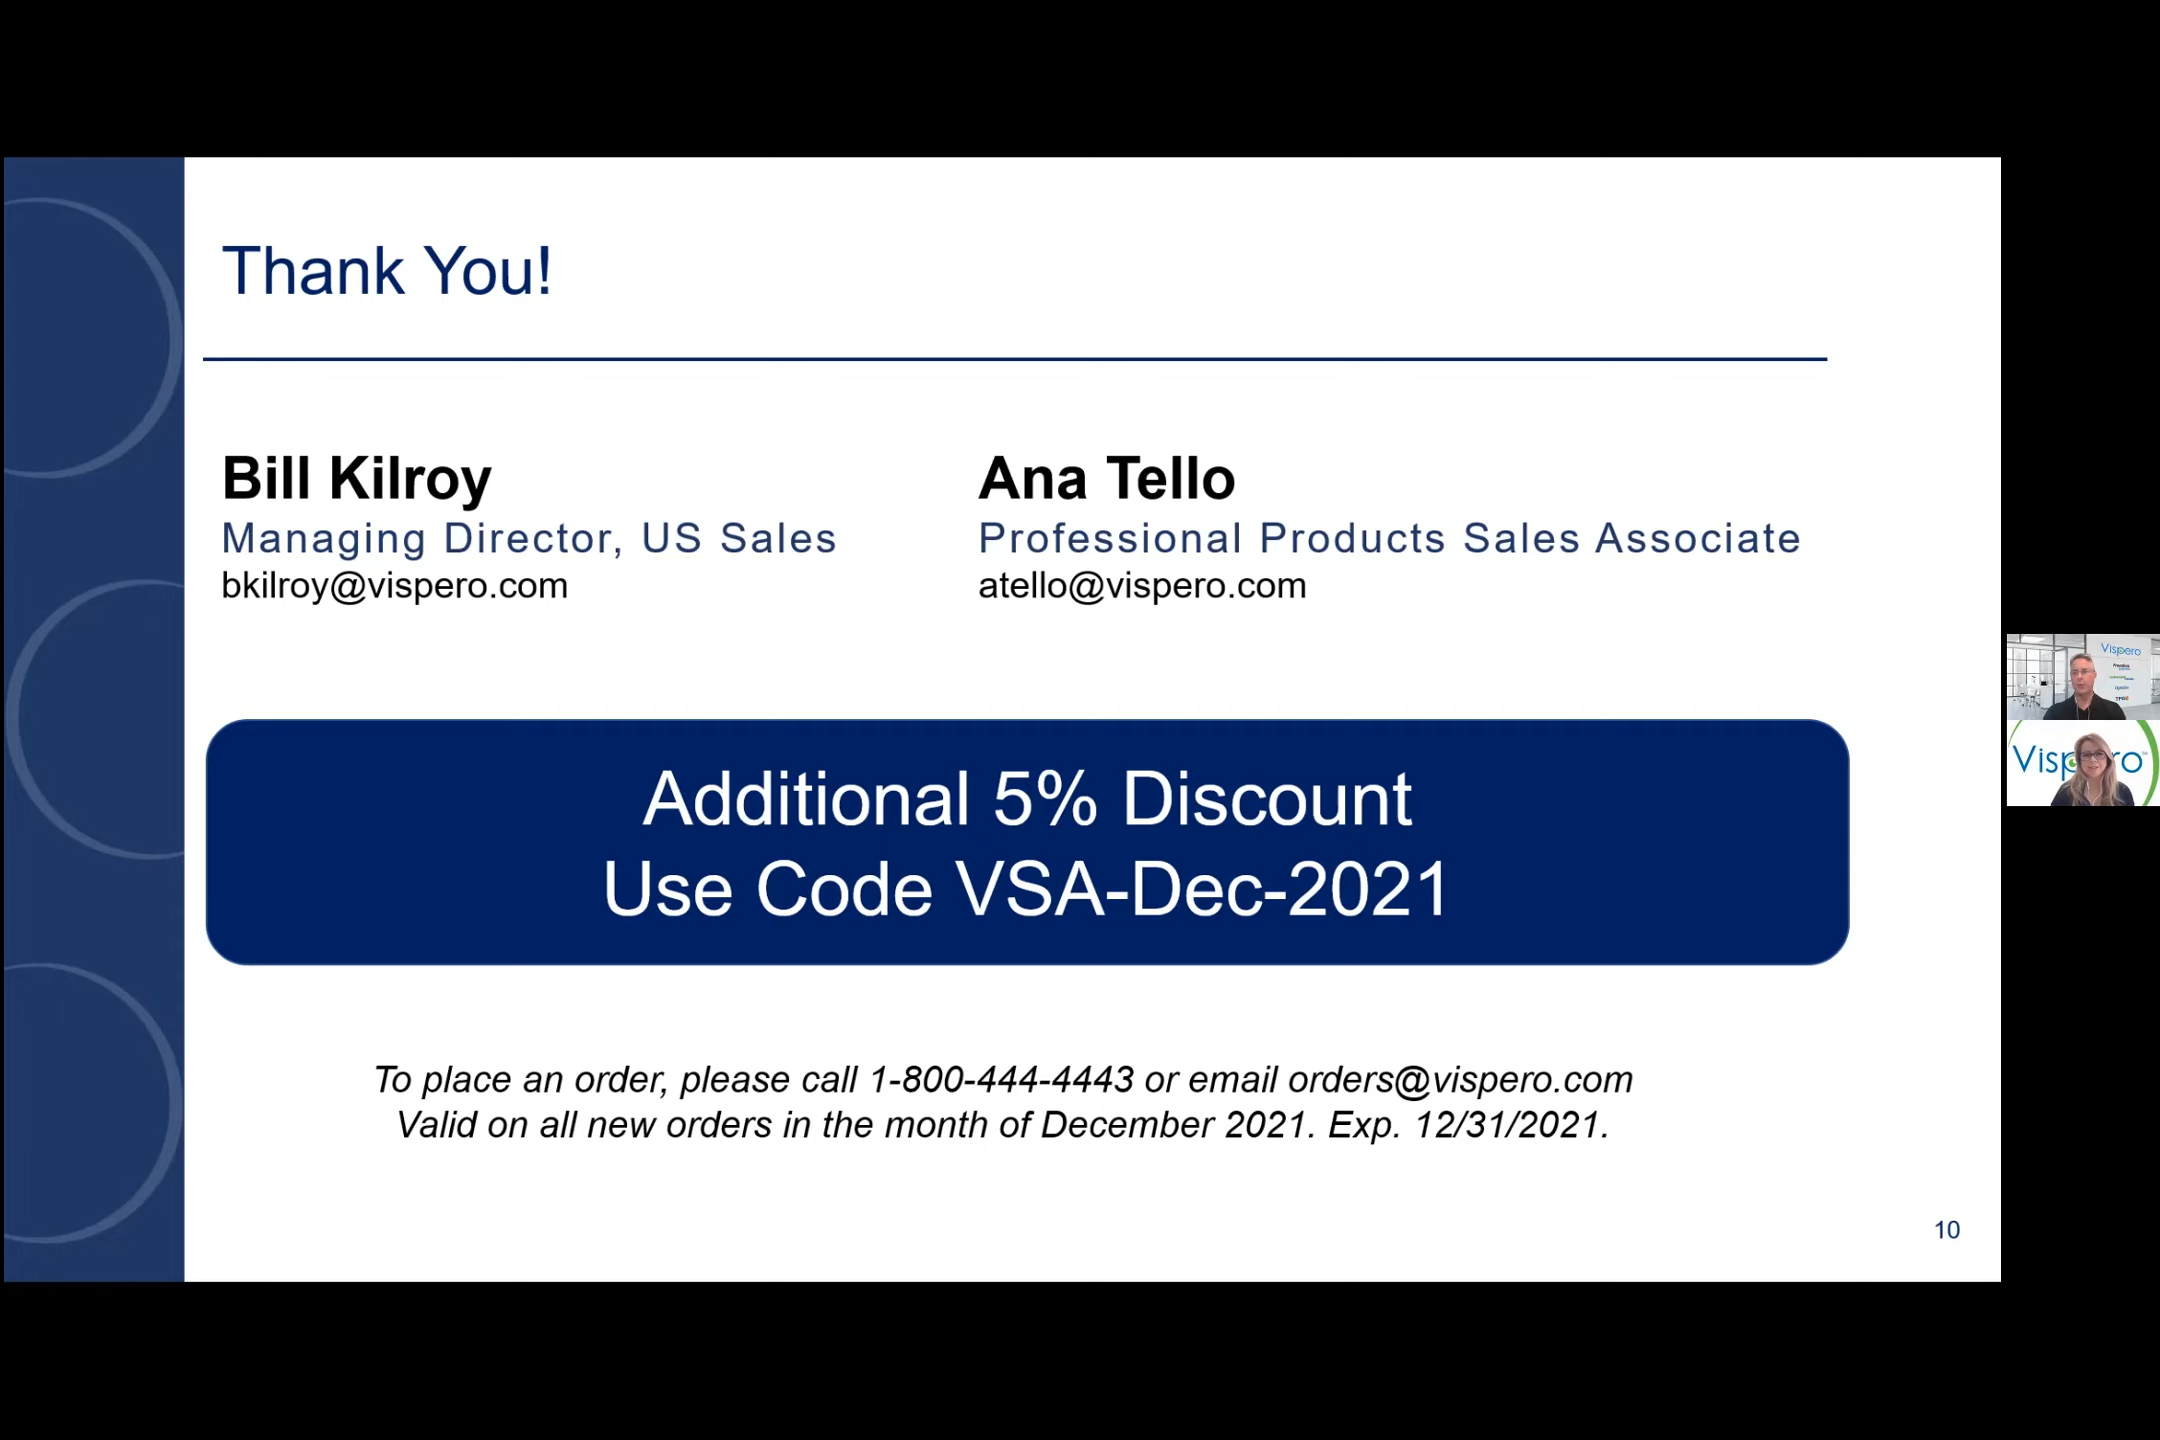 Thank You!
Bill Kilroy
Managing Director, US Sales
bkilroy@vispero.com
Ana Tello
Professional Products Sales Associate
atello@vispero.com
Additional 5% Discount
Use Code VSA-Dec-2021
To place an order, please call 1-800-444-4443 or email orders@vispero.com
Valid on all new orders in the month of December 2021. Exp. 12/31/2021.
10
Vispero